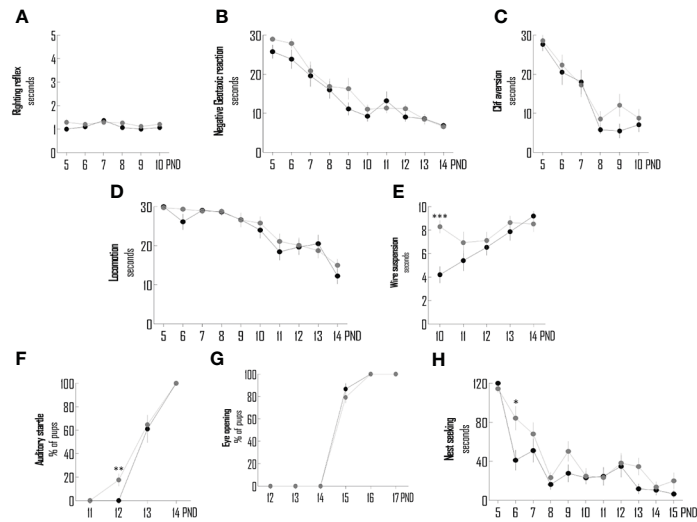 A
Righting reflex
seconds
5
4
3
2
1
0
5 6 7 8 9 10 PND
B
Negative Geotaxic reaction
seconds
30
20
10
0
5 6 7 8 9 10 11 12 13 14 PND
C
Clif aversion
seconds
30
20
10
0
5 6 7 8 9 10 PND
D
Locomotion
seconds
30
20
10
0
5 6 7 8 9 10 11 12 13 14 PND
E
Wire suspension
seconds
10
8
6
4
2
0
***
10 11 12 13 14 PND
F
Auditory startle
% of pups
100
80
60
40
20
0
**
11 12 13 14 PND
G
Eye opening
% of pups
100
80
60
40
20
0
12 13 14 15 16 17 PND
H
Nest seeking
seconds
120
80
40
0
*
5 6 7 8 9 10 11 12 13 14 15 PND